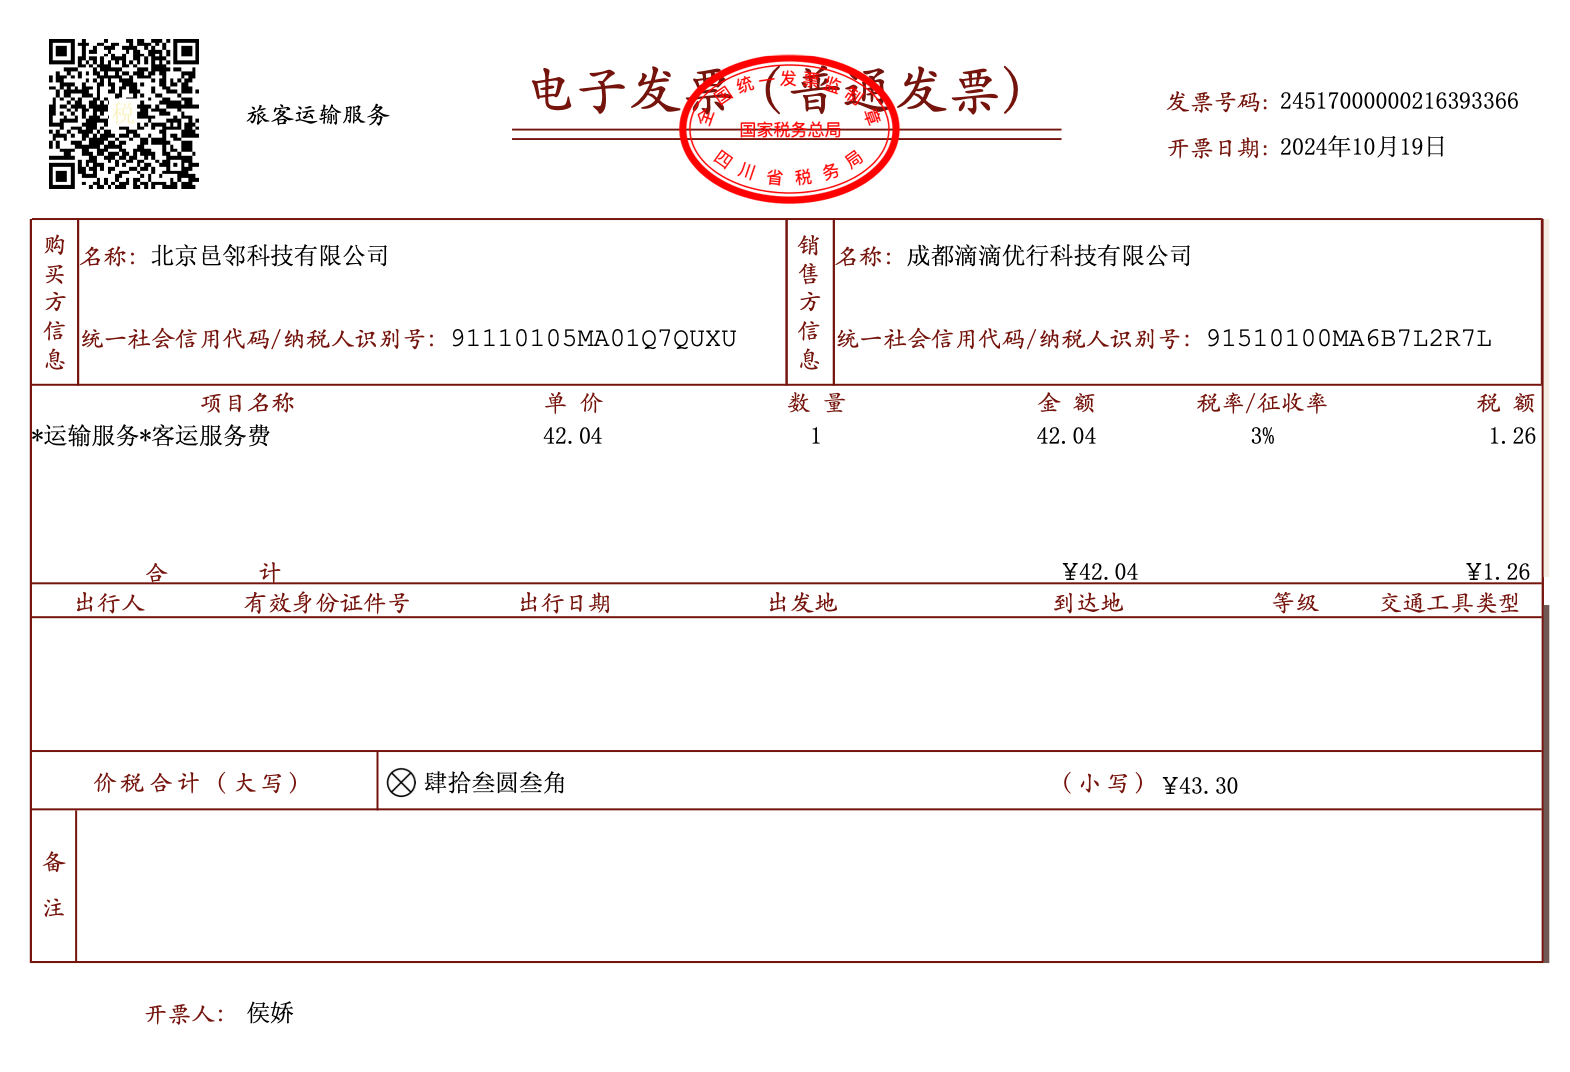 电子发票（普通发票）
全国统一发票监制章
国家税务总局
四川省税务局
税
旅客运输服务
发票号码：24517000000216393366
开票日期：2024年10月19日
购买方信息
名称：北京邑邻科技有限公司
统一社会信用代码/纳税人识别号：91110105MA01Q7QUXU
销售方信息
名称：成都滴滴优行科技有限公司
统一社会信用代码/纳税人识别号：91510100MA6B7L2R7L
项目名称 单价 数量 金额 税率/征收率 税额
*运输服务*客运服务费 42.04 1 42.04 3% 1.26
合计 ¥42.04 ¥1.26
出行人 有效身份证件号 出行日期 出发地 到达地 等级 交通工具类型
价税合计（大写） ⊗肆拾叁圆叁角 （小写）¥43.30
备注
开票人：侯娇